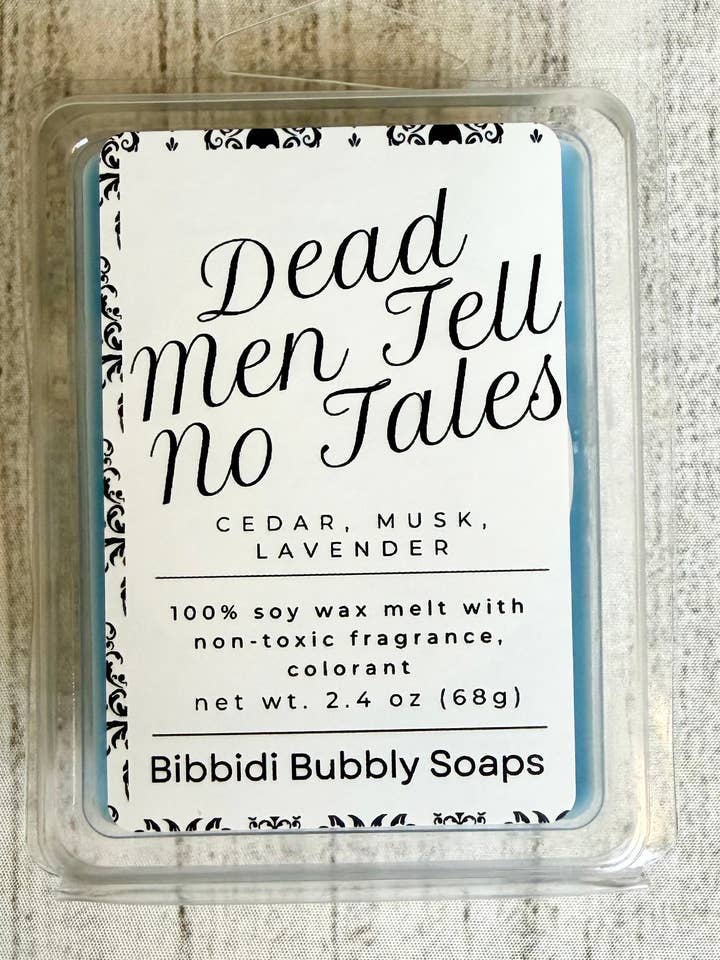 Dead
Men Tell
No Tales
CEDAR, MUSK,
LAVENDER
100% soy wax melt with
non-toxic fragrance,
colorant
net wt. 2.4 oz (68g)
Bibbidi Bubbly Soaps